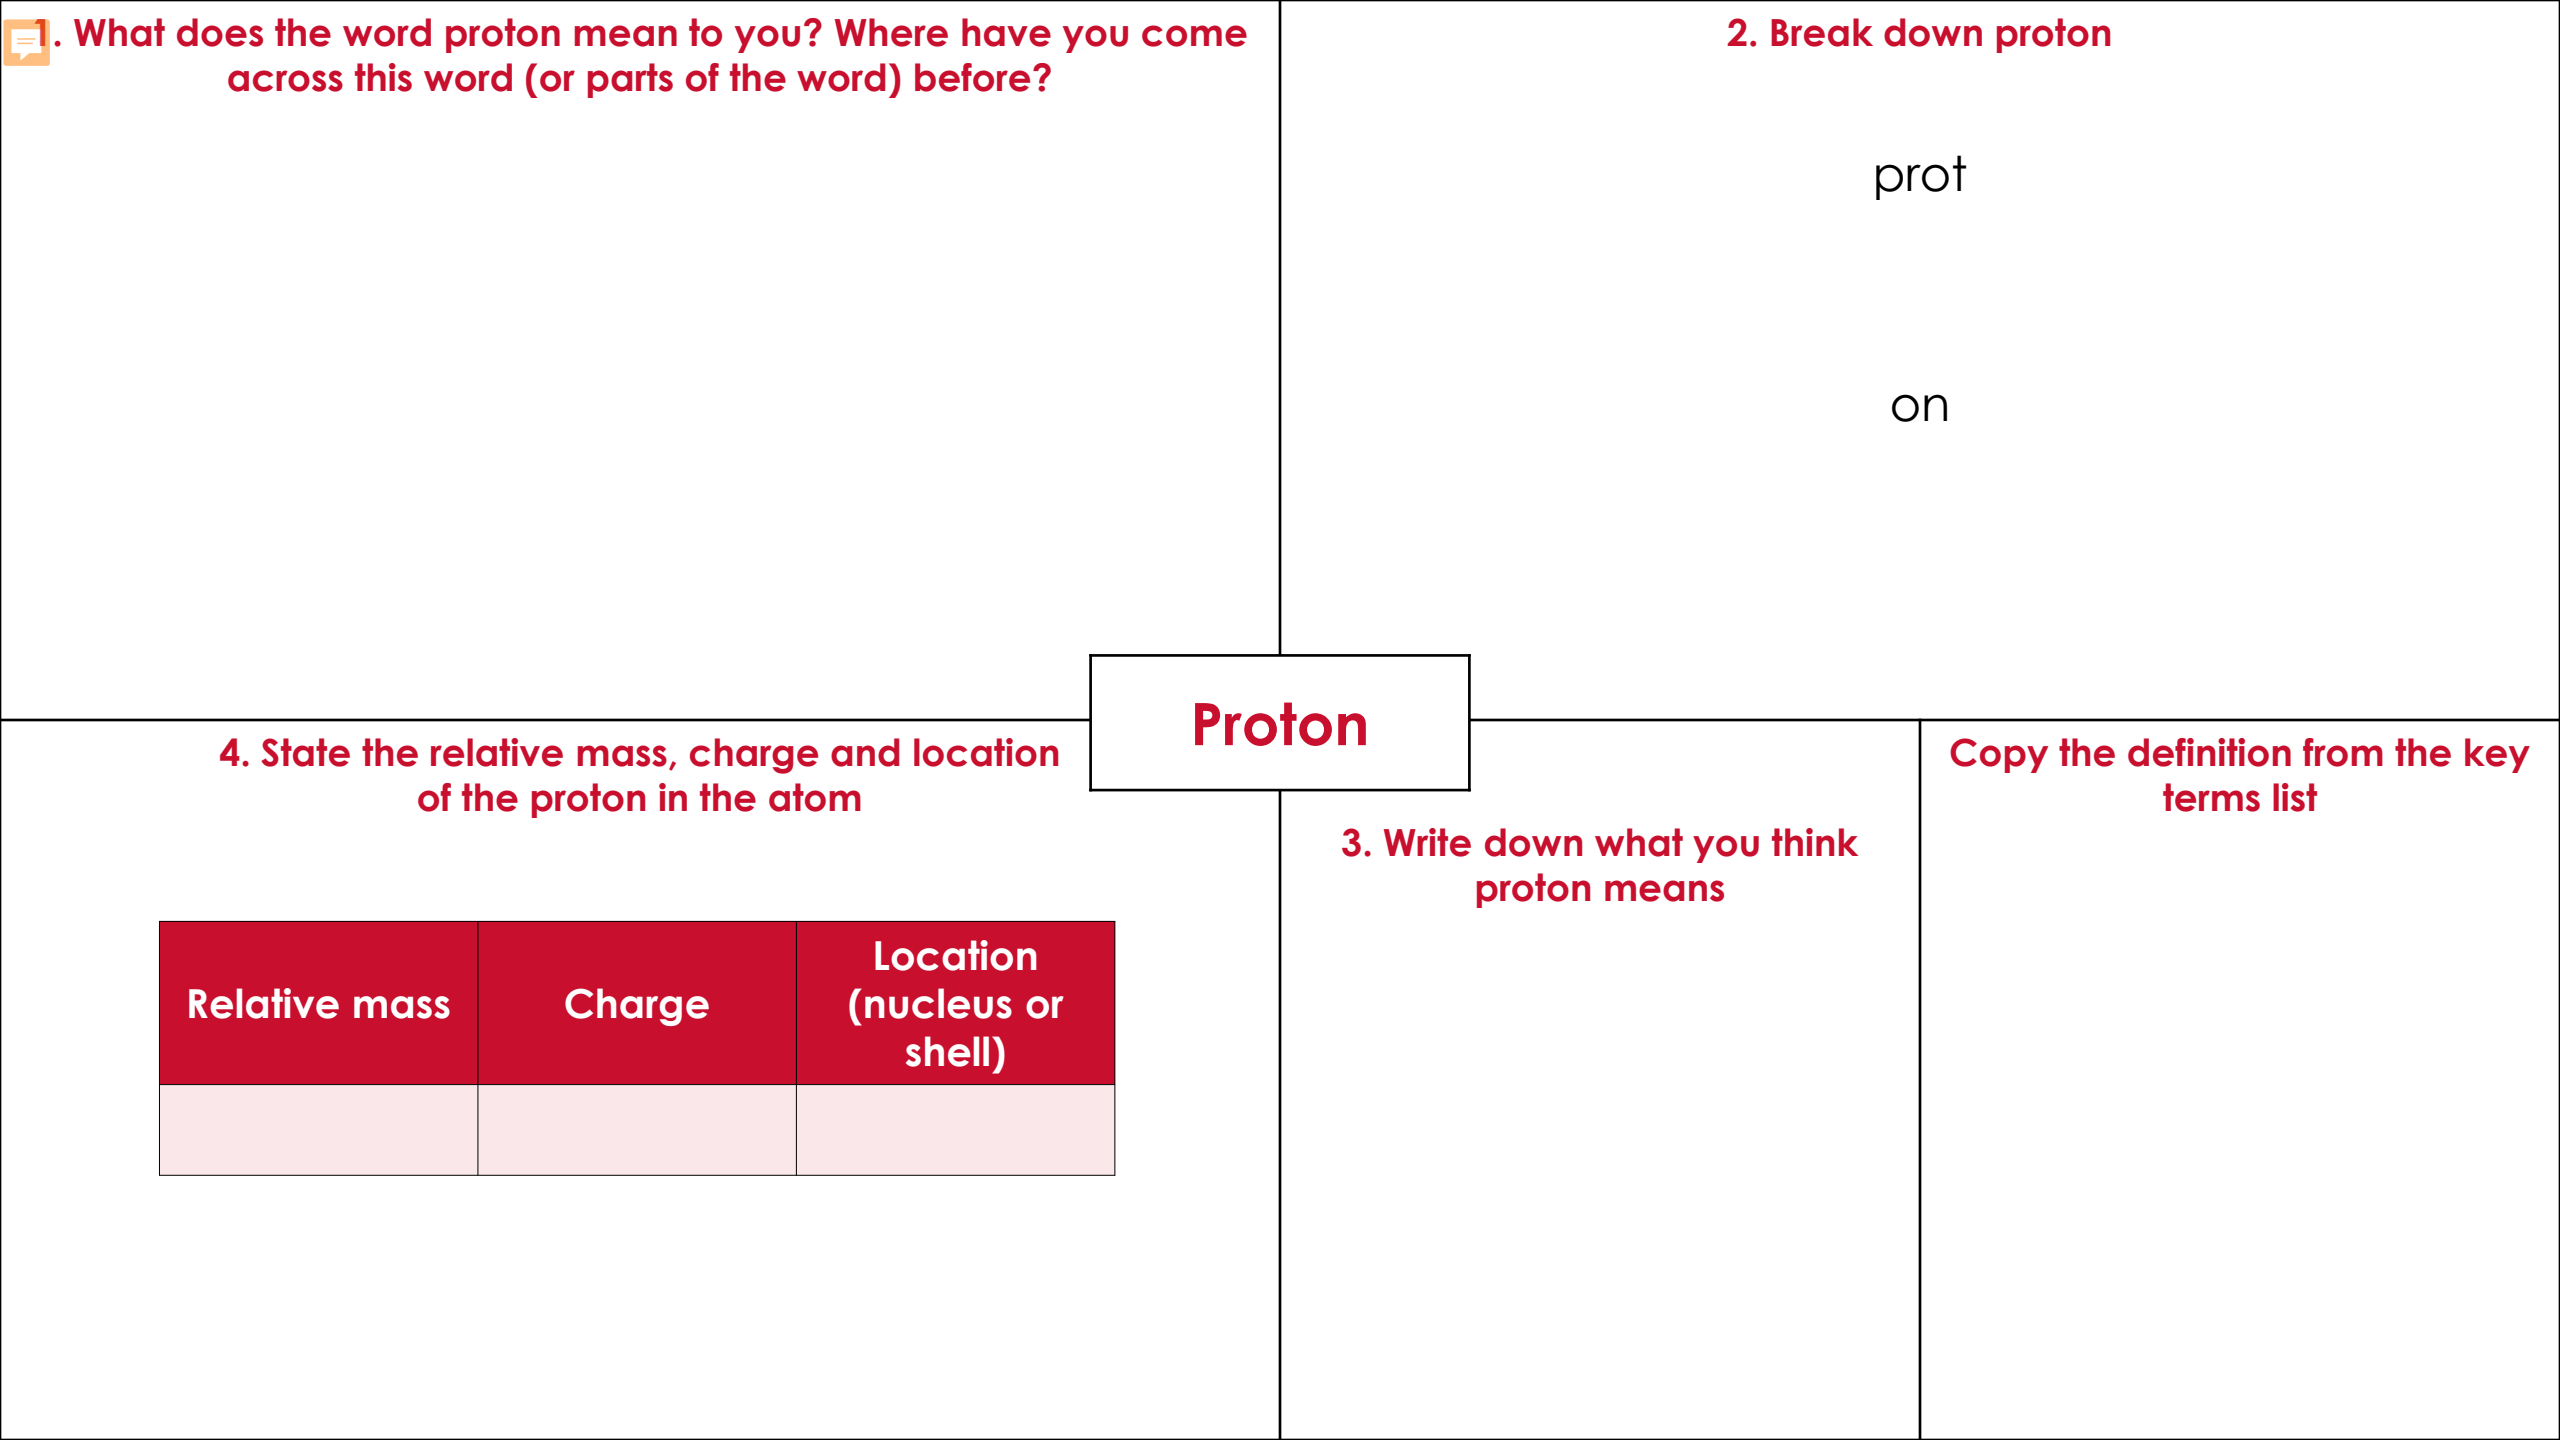 1. What does the word proton mean to you? Where have you come
across this word (or parts of the word) before?
2. Break down proton
prot
on
Proton
4. State the relative mass, charge and location
of the proton in the atom
Relative mass
Charge
Location
(nucleus or
shell)
3. Write down what you think
proton means
Copy the definition from the key
terms list